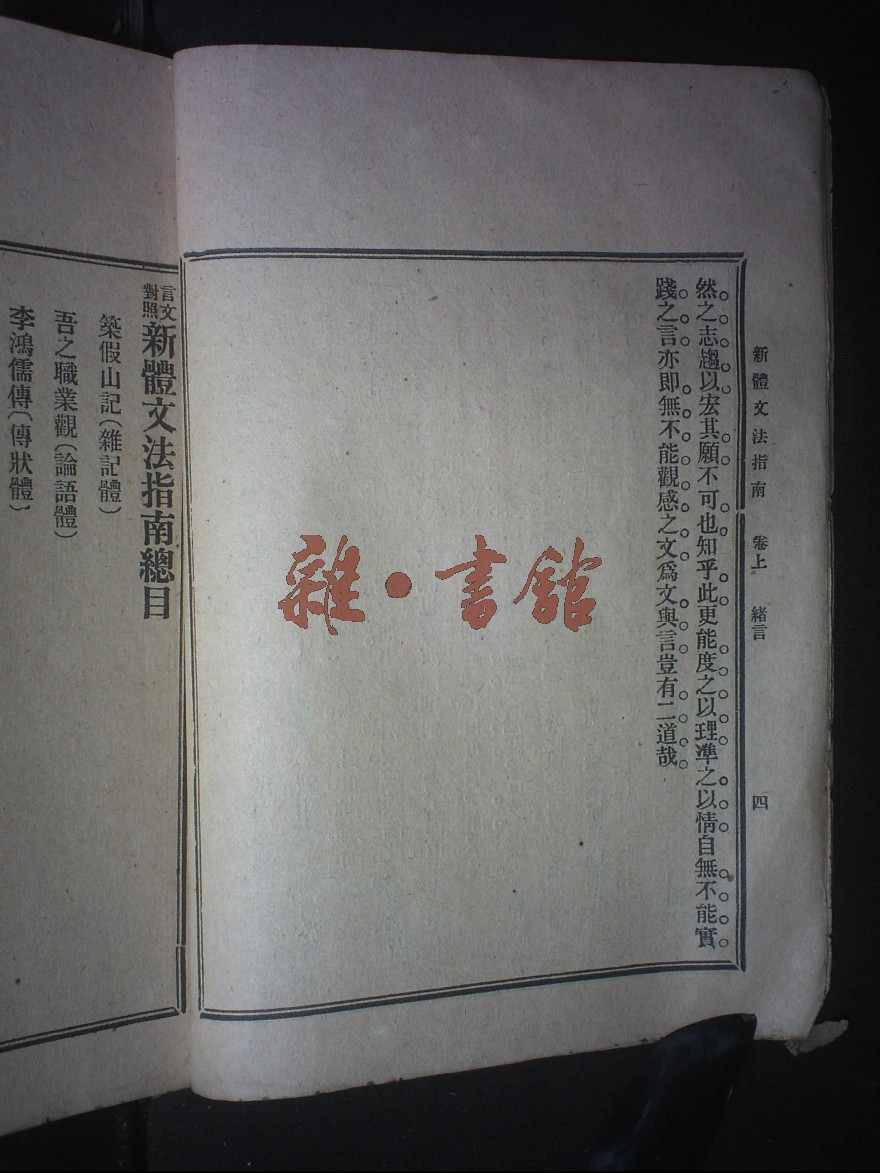 新體文法指南 卷上 緒言 四
然之志趨以宏其願不可也知乎此更能度之以理準之以情自無不能實
踐之言亦即無不能觀感之文爲文與言豈有二道哉
言文對照新體文法指南總目
築假山記(雜記體)
吾之職業觀(論語體)
李鴻儒傳(傳狀體)
雜·書館